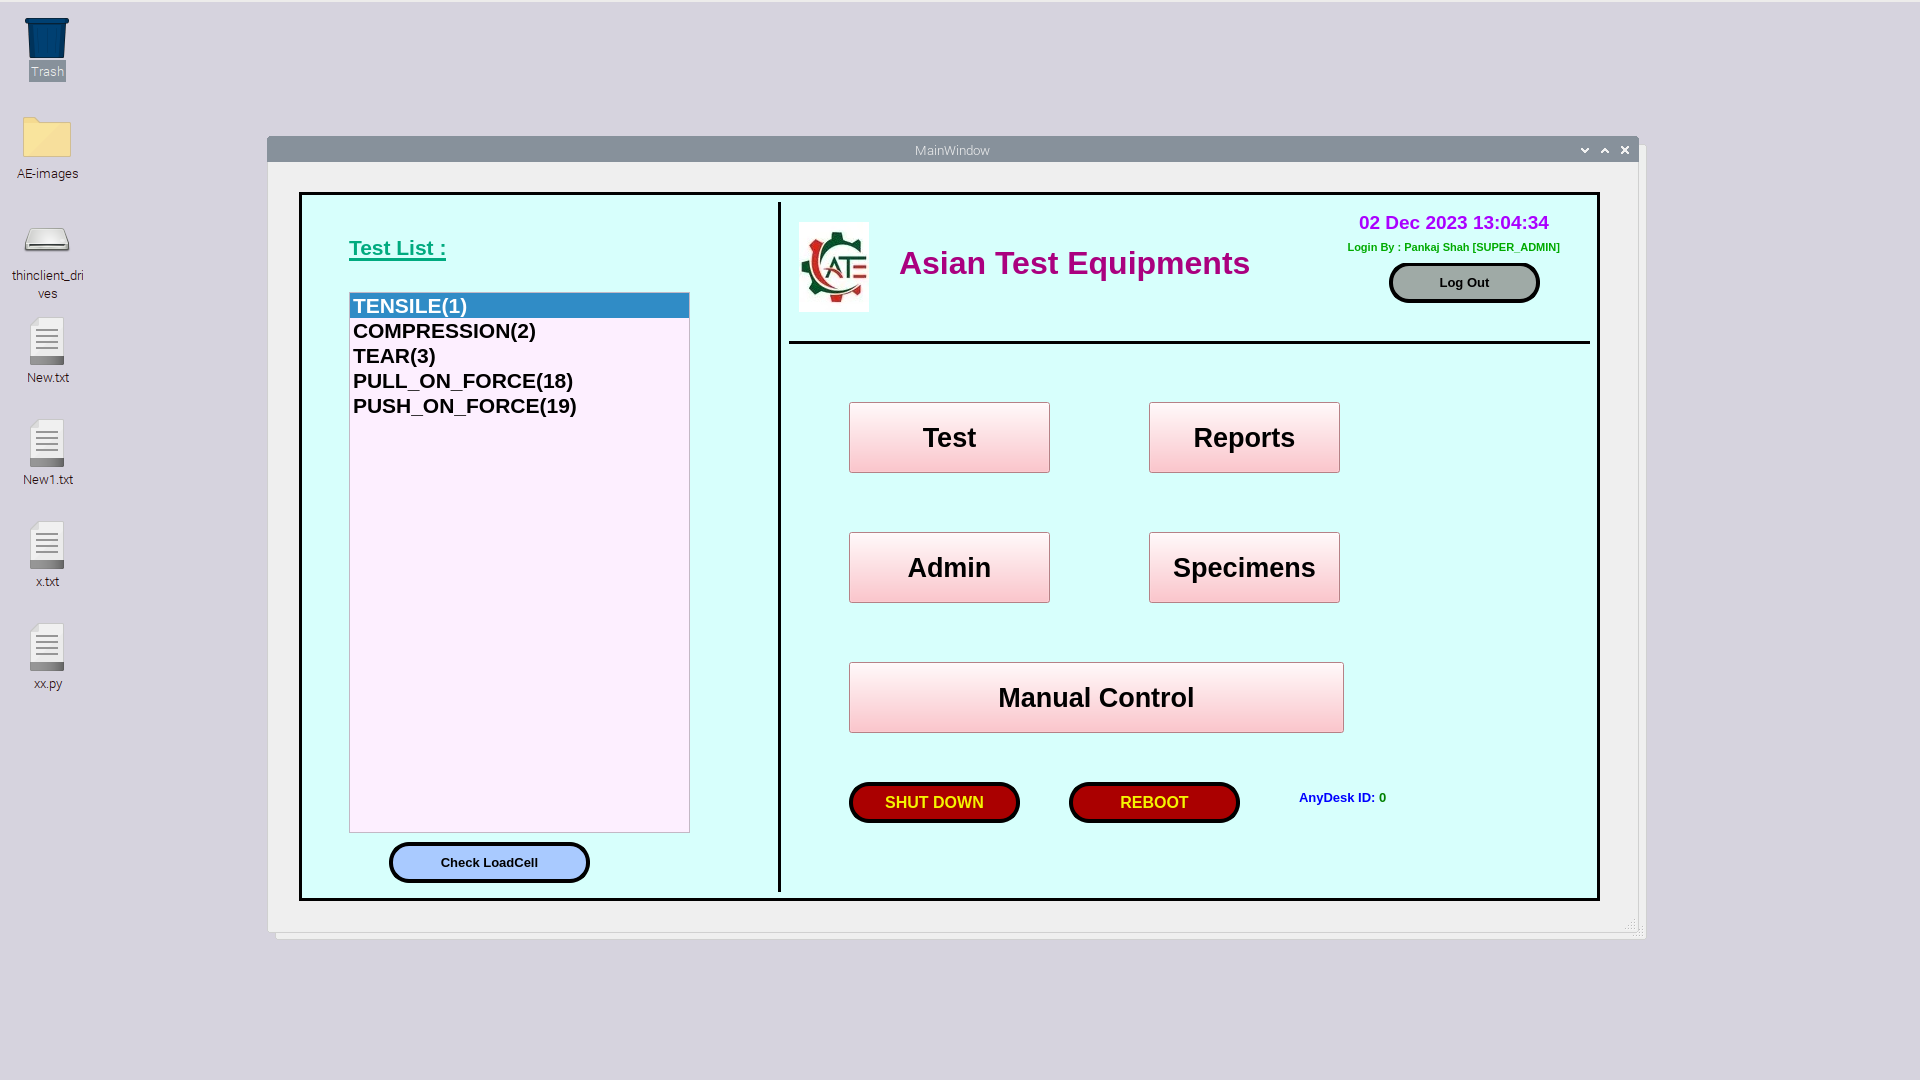 Trash
AE-images
thinclient_dri
ves
New.txt
New1.txt
x.txt
xx.py
MainWindow
Test List :
TENSILE(1)
COMPRESSION(2)
TEAR(3)
PULL_ON_FORCE(18)
PUSH_ON_FORCE(19)
Check LoadCell
ATE
Asian Test Equipments
02 Dec 2023 13:04:34
Login By : Pankaj Shah [SUPER_ADMIN]
Log Out
Test
Reports
Admin
Specimens
Manual Control
SHUT DOWN
REBOOT
AnyDesk ID: 0